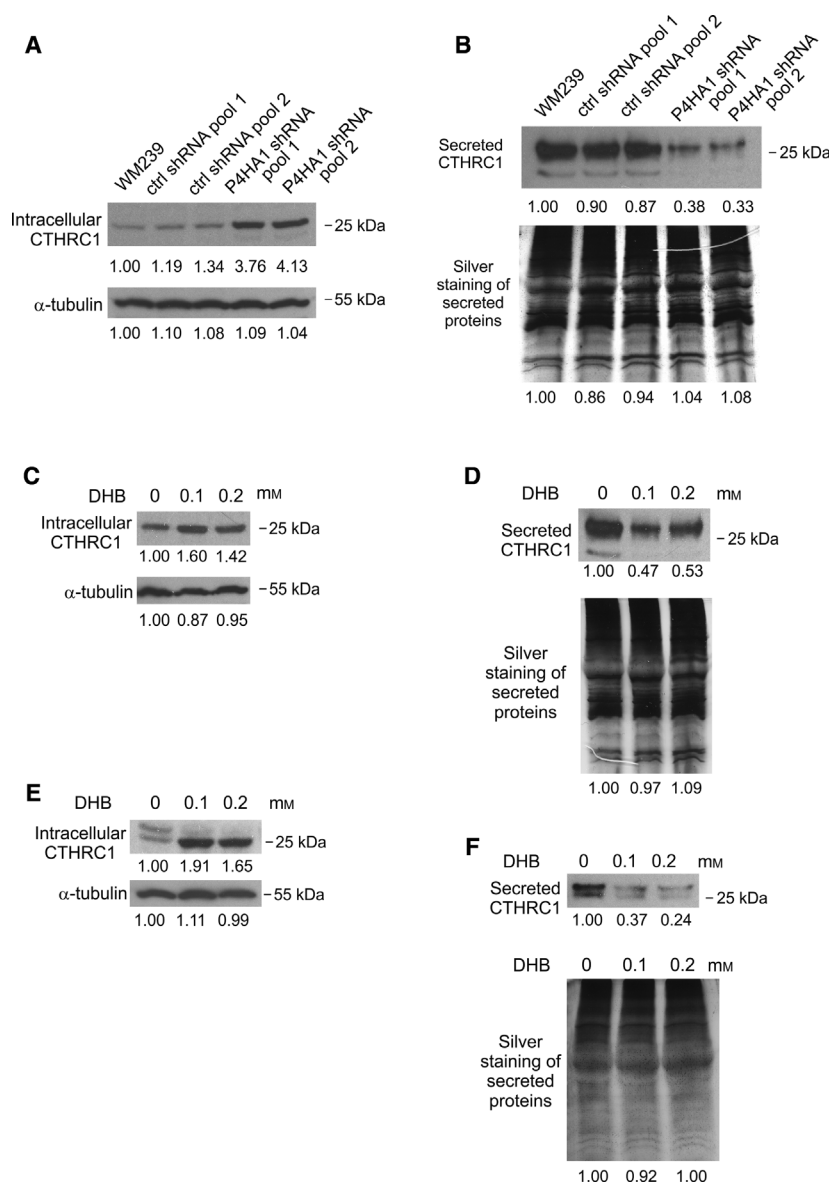 A
WM239
ctrl shRNA pool 1
ctrl shRNA pool 2
P4HA1 shRNA
pool 1
P4HA1 shRNA
pool 2
Intracellular
CTHRC1
25 kDa
1.00 1.19 1.34 3.76 4.13
α-tubulin
55 kDa
1.00 1.10 1.08 1.09 1.04
B
WM239
ctrl shRNA pool 1
ctrl shRNA pool 2
P4HA1 shRNA
pool 1
P4HA1 shRNA
pool 2
Secreted
CTHRC1
25 kDa
1.00 0.90 0.87 0.38 0.33
Silver
staining of
secreted
proteins
1.00 0.86 0.94 1.04 1.08
C
DHB 0 0.1 0.2 mM
Intracellular
CTHRC1
25 kDa
1.00 1.60 1.42
α-tubulin
55 kDa
1.00 0.87 0.95
D
DHB 0 0.1 0.2 mM
Secreted
CTHRC1
25 kDa
1.00 0.47 0.53
Silver
staining of
secreted
proteins
1.00 0.97 1.09
E
DHB 0 0.1 0.2 mM
Intracellular
CTHRC1
25 kDa
1.00 1.91 1.65
α-tubulin
55 kDa
1.00 1.11 0.99
F
DHB 0 0.1 0.2 mM
Secreted
CTHRC1
25 kDa
1.00 0.37 0.24
DHB 0 0.1 0.2 mM
Silver
staining of
secreted
proteins
1.00 0.92 1.00